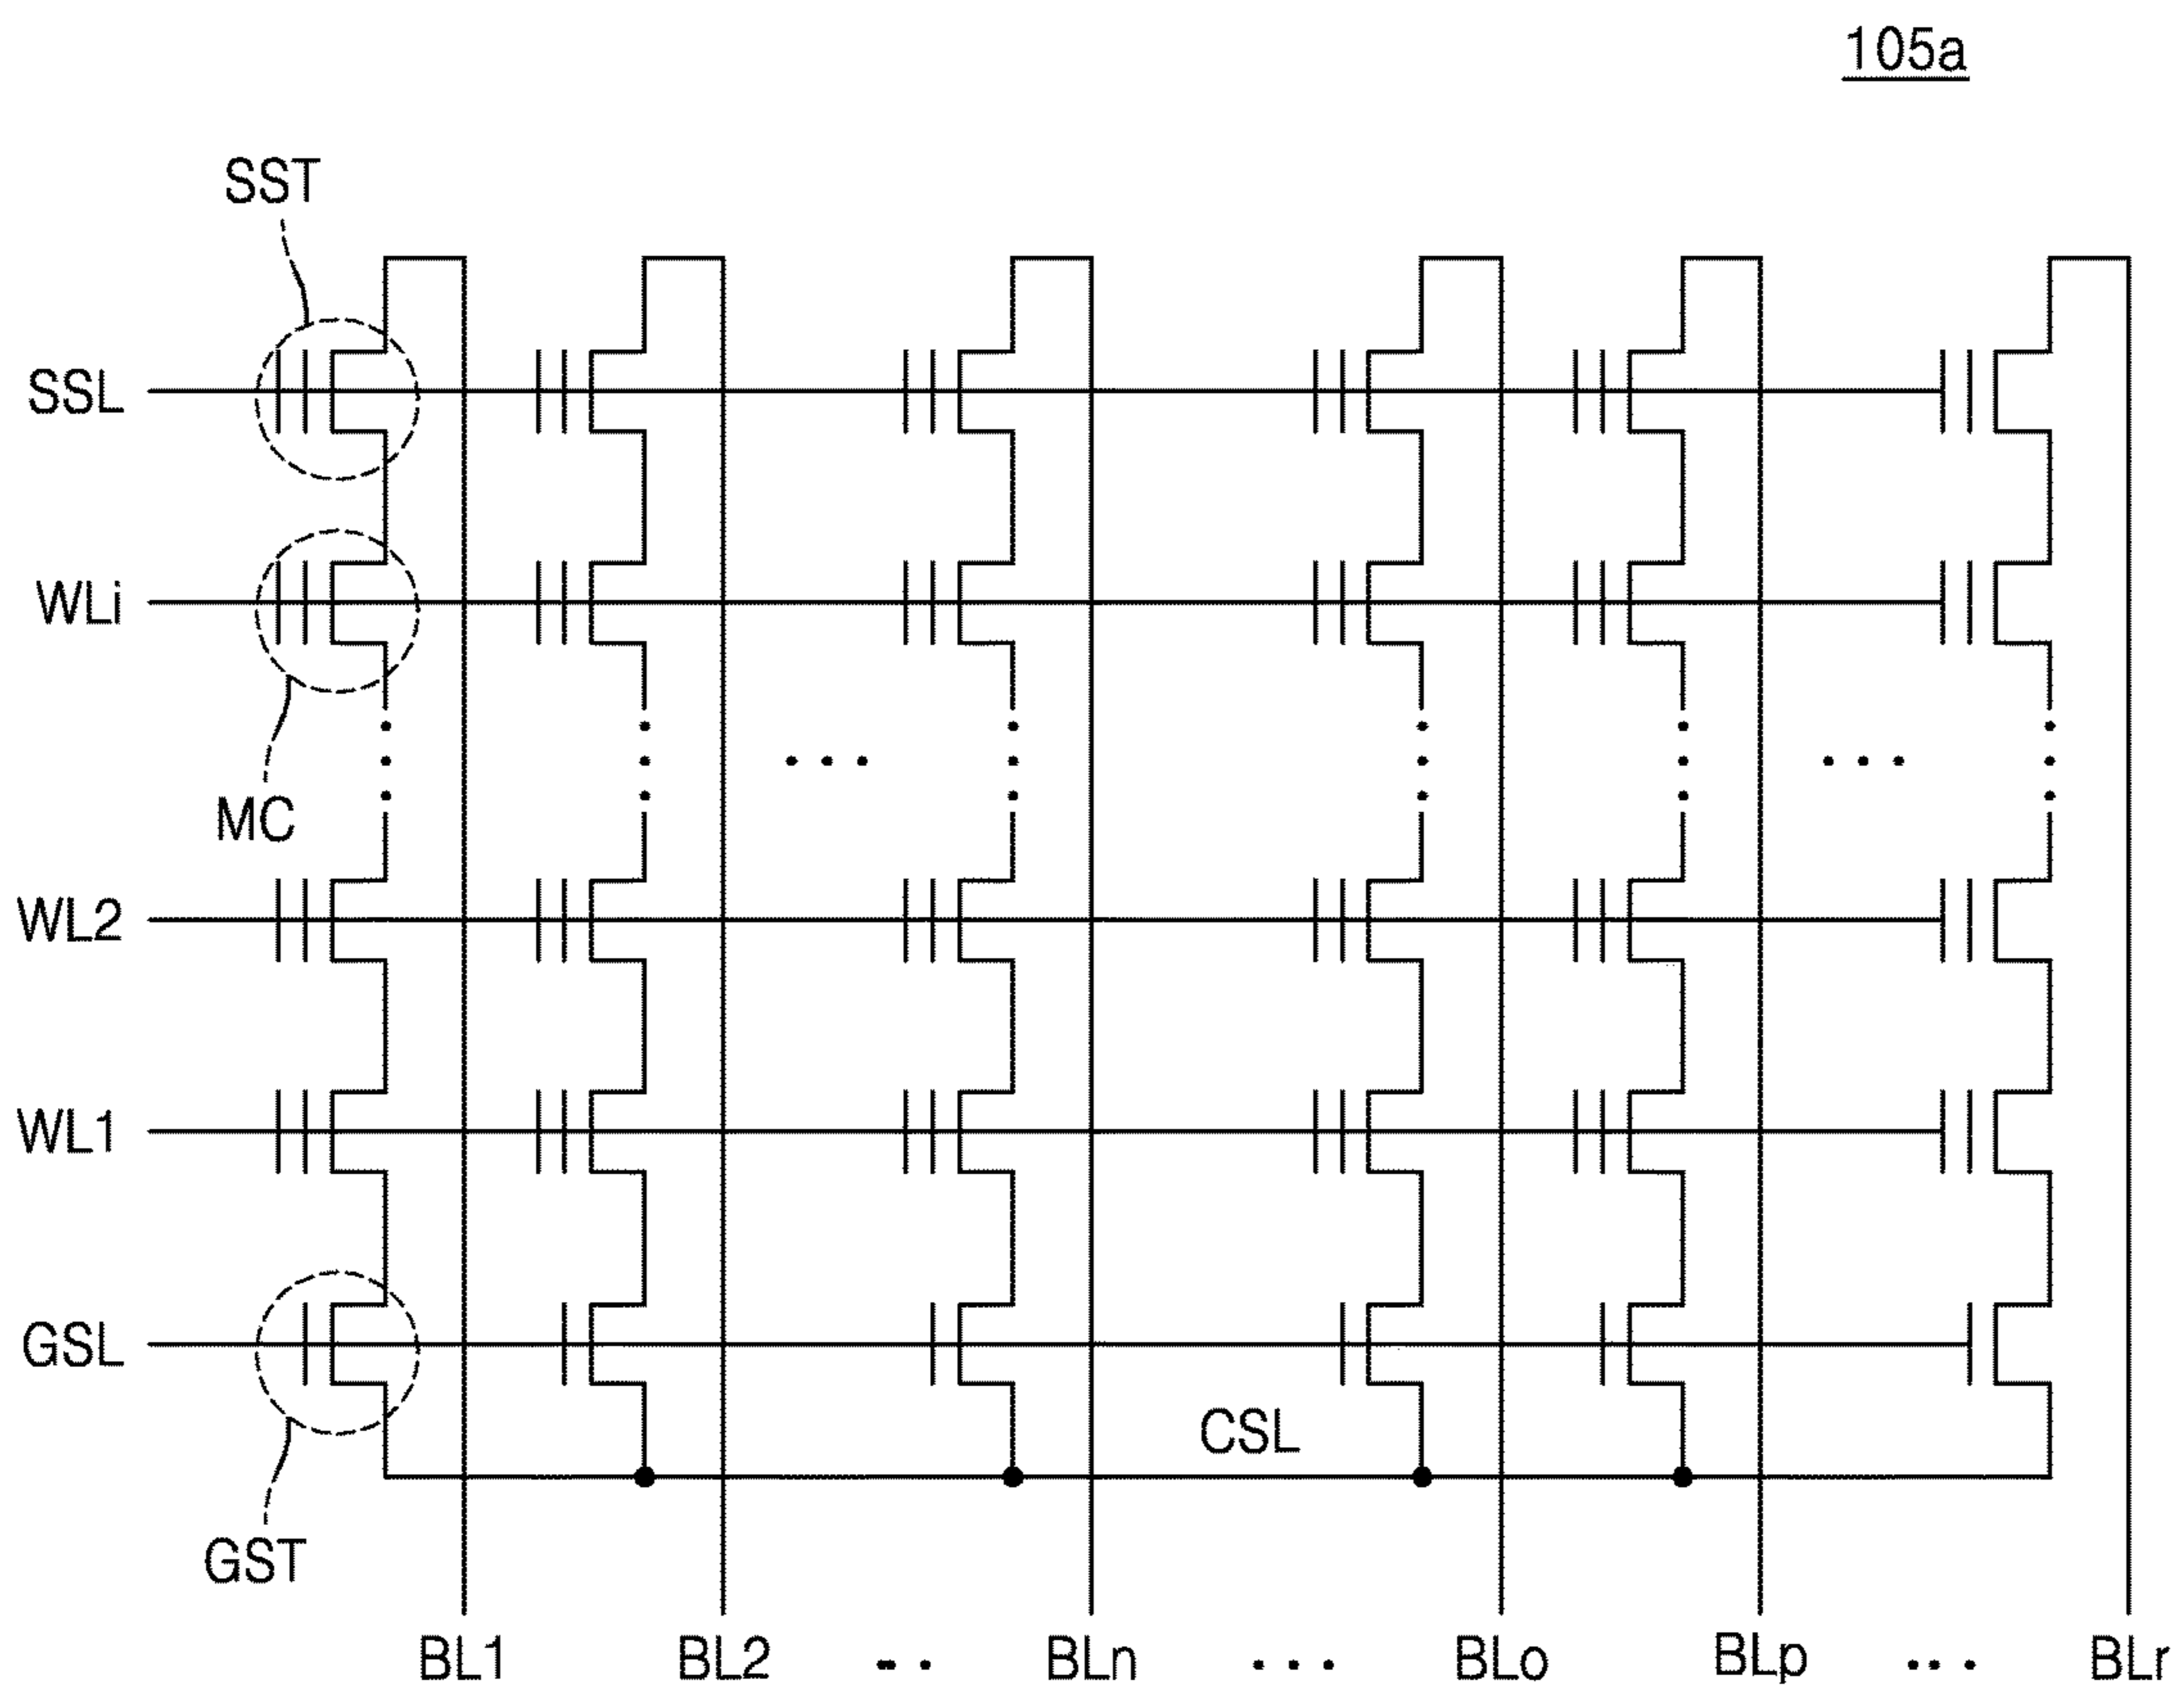 105a
SST
SSL
WLi
MC
WL2
WL1
GSL
CSL
GST
BL1 BL2 ·· BLn ··· BLo BLp ··· BLr